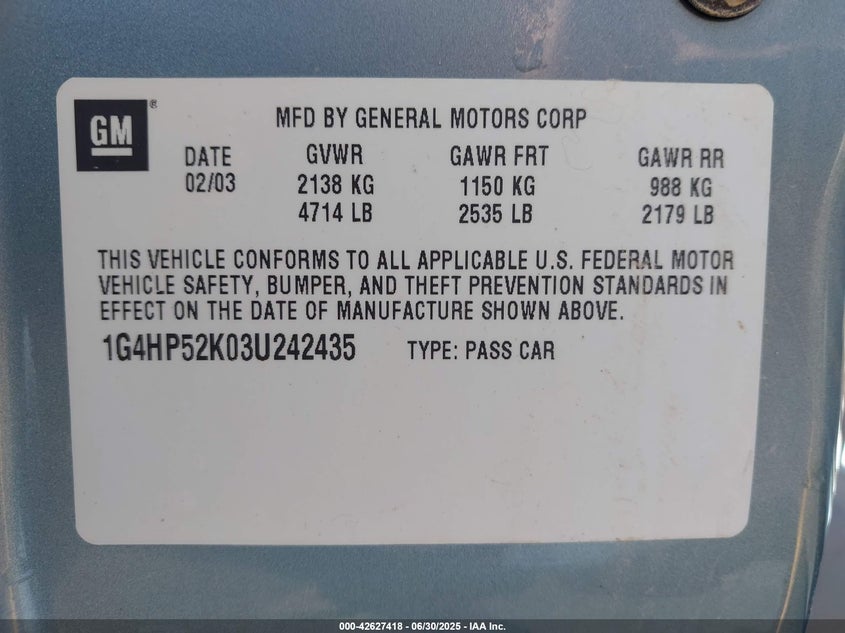 GM®
MFD BY GENERAL MOTORS CORP
DATE GVWR GAWR FRT GAWR RR
02/03 2138 KG 1150 KG 988 KG
4714 LB 2535 LB 2179 LB
THIS VEHICLE CONFORMS TO ALL APPLICABLE U.S. FEDERAL MOTOR
VEHICLE SAFETY, BUMPER, AND THEFT PREVENTION STANDARDS IN
EFFECT ON THE DATE OF MANUFACTURE SHOWN ABOVE.
1G4HP52K03U242435 TYPE: PASS CAR
000-42627418 - 06/30/2025 - IAA Inc.